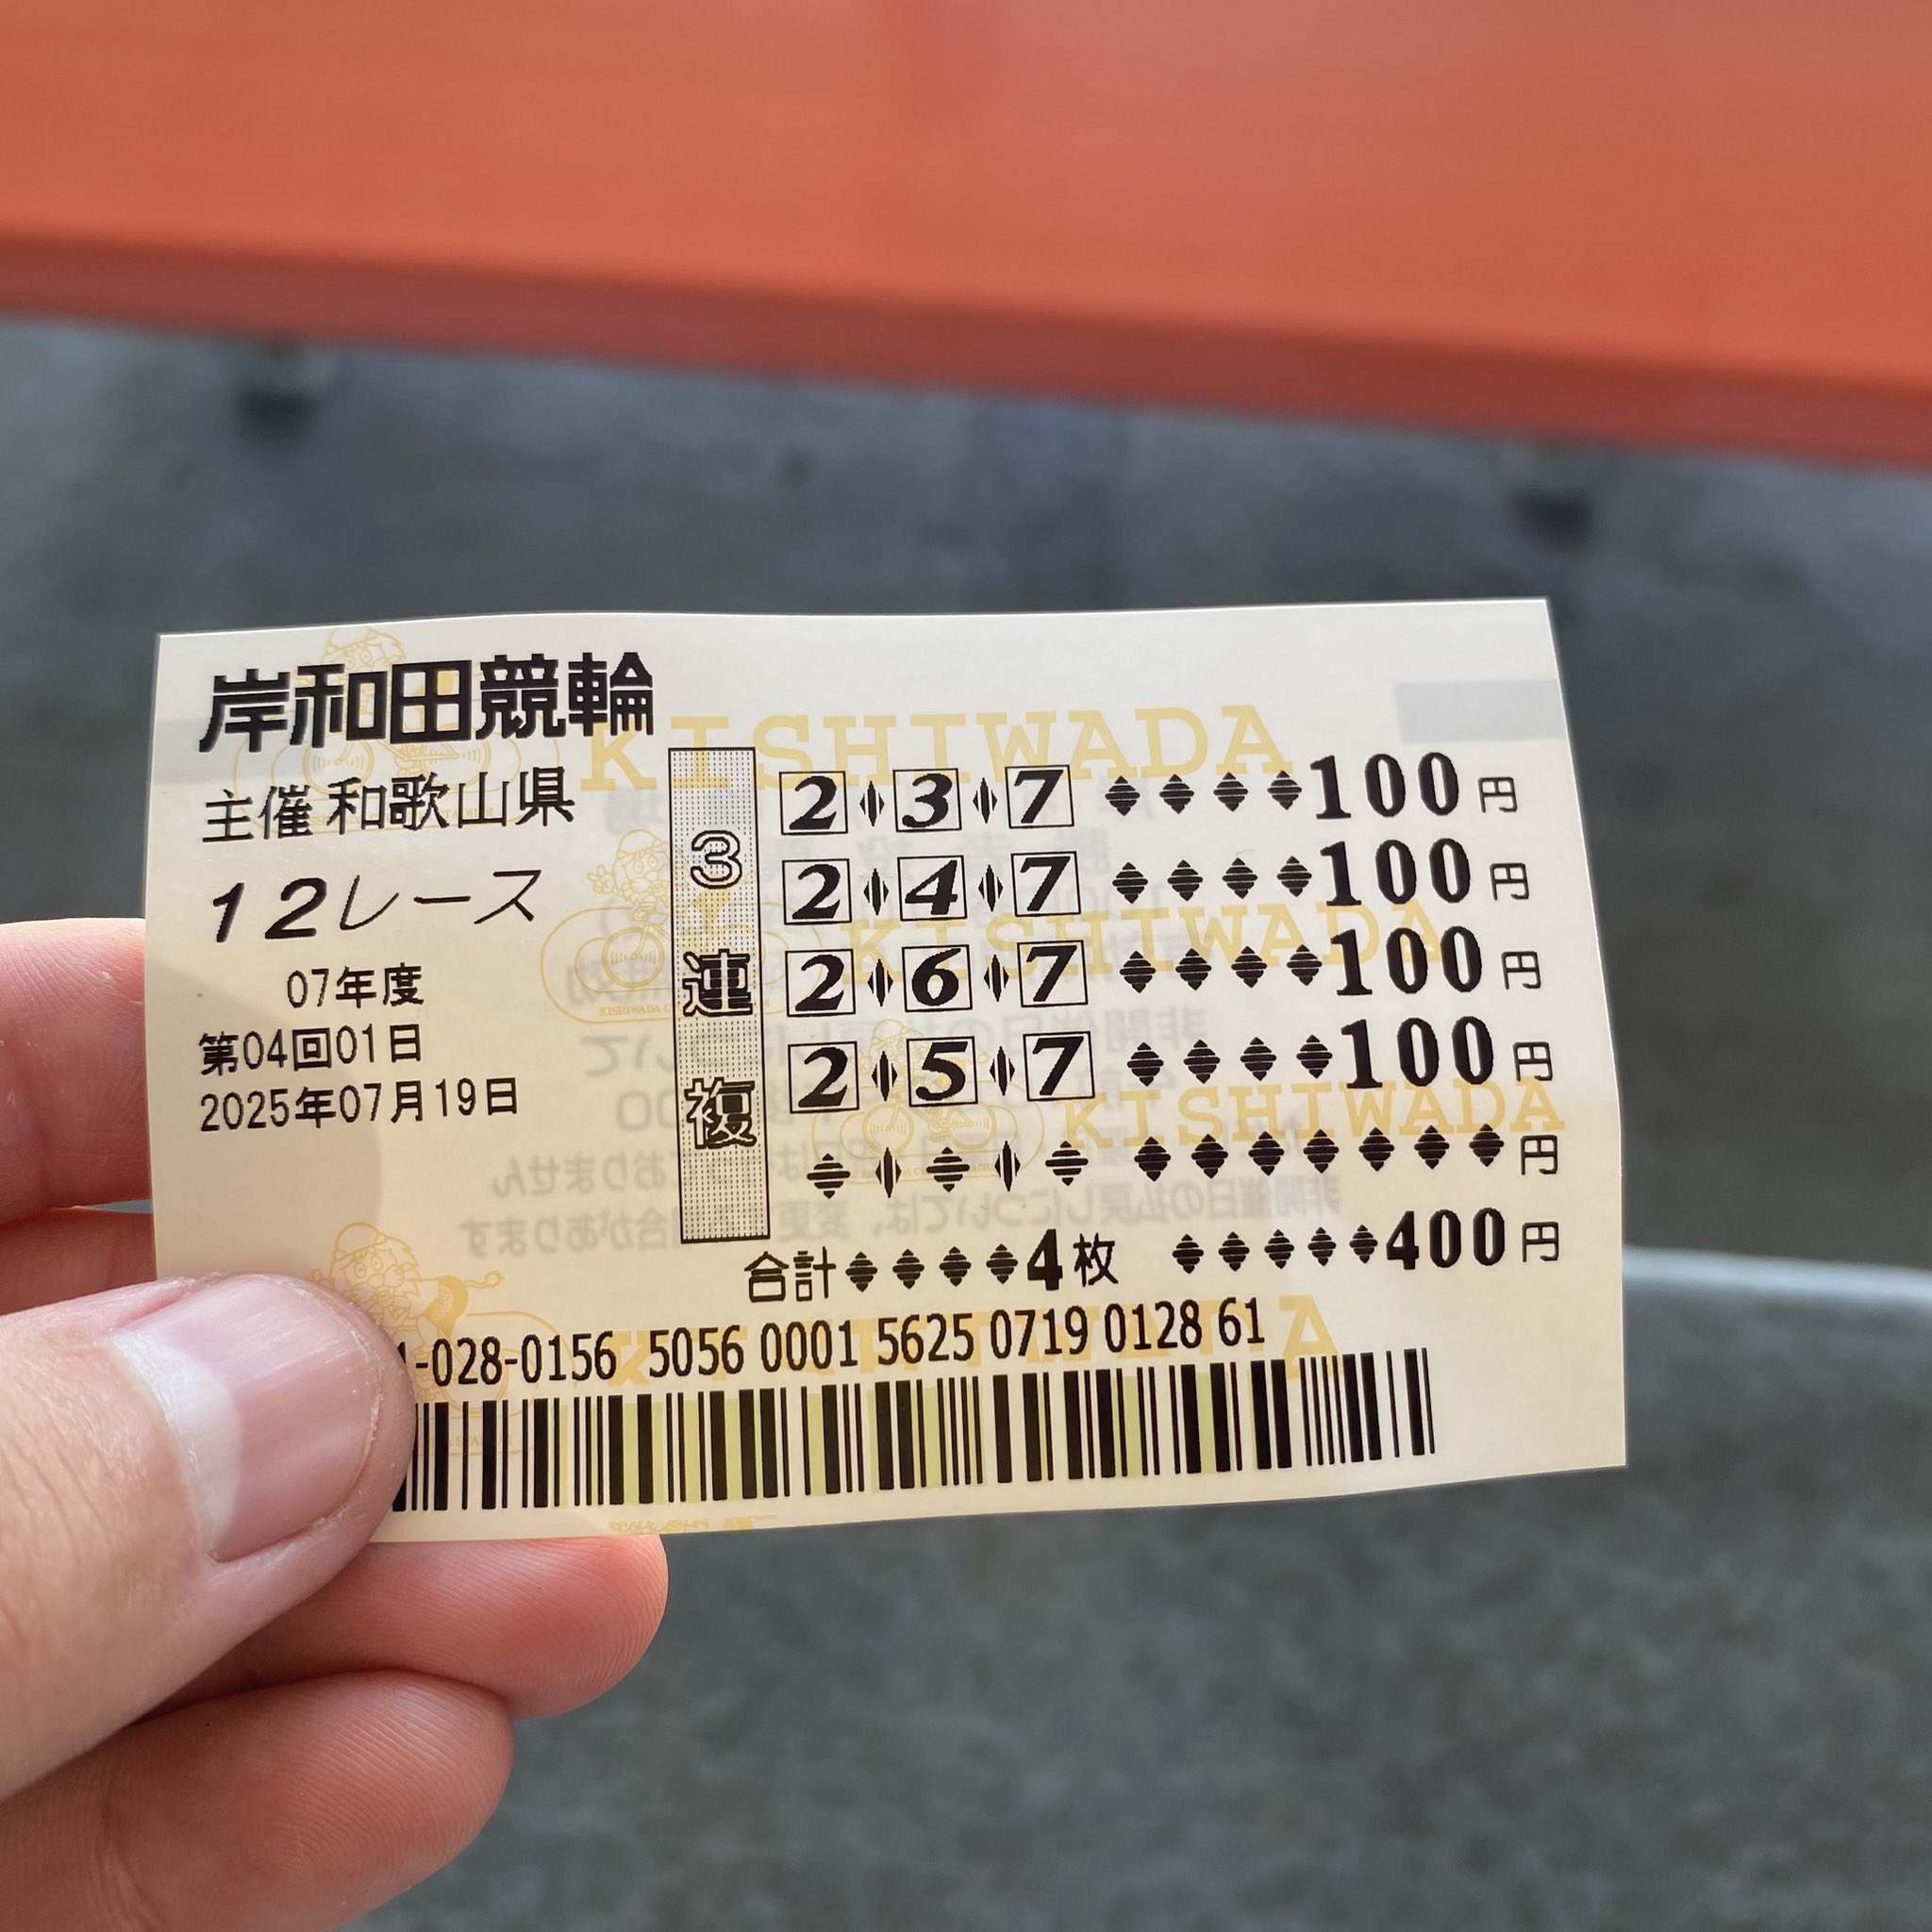 岸和田競輪
KISHIWADA
主催 和歌山県
12レース
07年度
第04回01日
2025年07月19日
3連複
2 3 7 100円
2 4 7 100円
KISHIWADA
2 6 7 100円
2 5 7 100円
KISHIWADA
円
合計 4枚 400円
-028-0156 5056 0001 5625 0719 0128 61